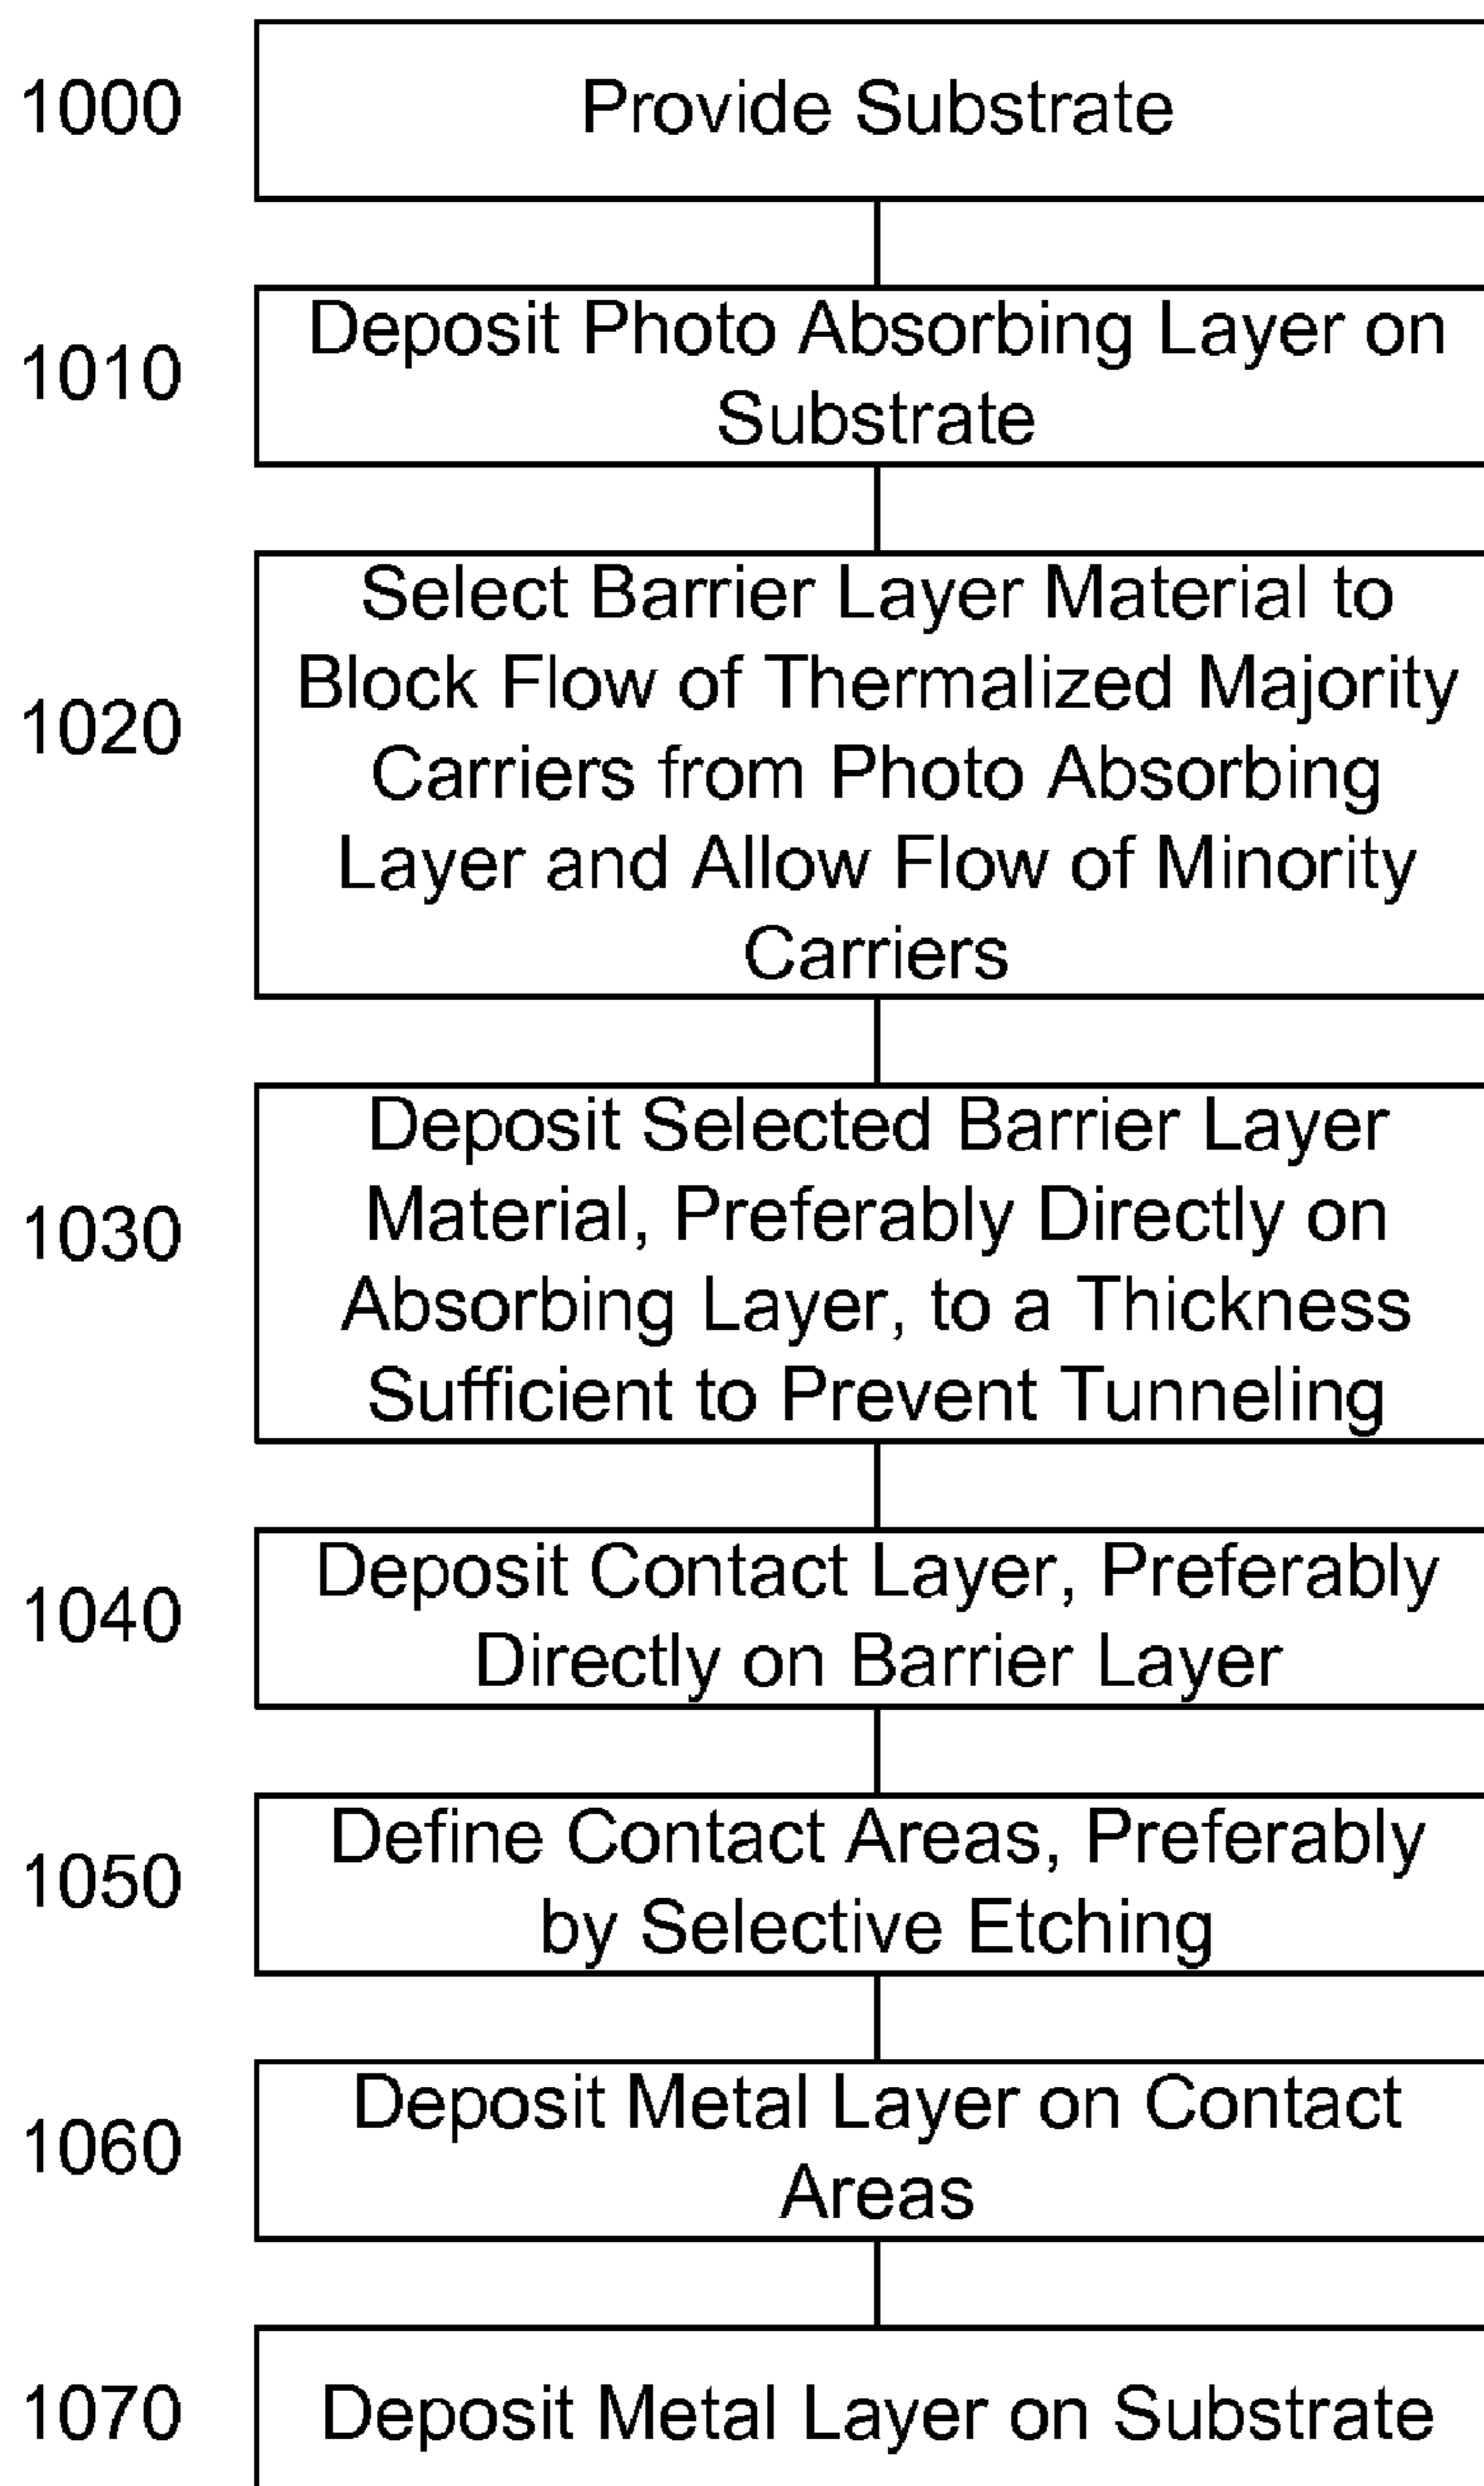 1000
Provide Substrate
1010
Deposit Photo Absorbing Layer on
Substrate
1020
Select Barrier Layer Material to
Block Flow of Thermalized Majority
Carriers from Photo Absorbing
Layer and Allow Flow of Minority
Carriers
1030
Deposit Selected Barrier Layer
Material, Preferably Directly on
Absorbing Layer, to a Thickness
Sufficient to Prevent Tunneling
1040
Deposit Contact Layer, Preferably
Directly on Barrier Layer
1050
Define Contact Areas, Preferably
by Selective Etching
1060
Deposit Metal Layer on Contact
Areas
1070
Deposit Metal Layer on Substrate